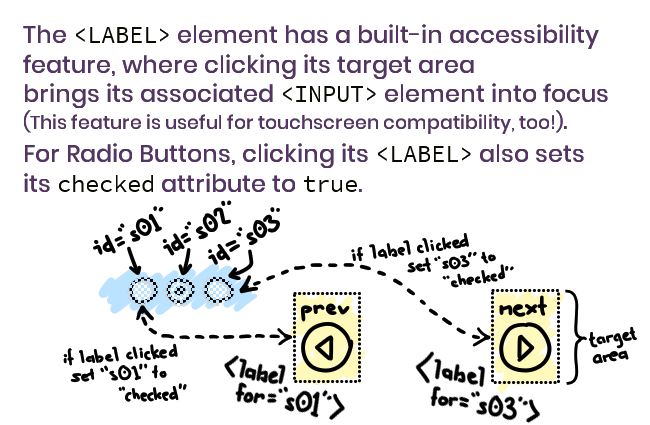 The <LABEL> element has a built-in accessibility
feature, where clicking its target area
brings its associated <INPUT> element into focus
(This feature is useful for touchscreen compatibility, too!).
For Radio Buttons, clicking its <LABEL> also sets
its checked attribute to true.
id="s01"
id="s02"
id="s03"
if label clicked
set "s03" to
"checked"
prev
next
target
area
if label clicked
set "s01" to
"checked"
<label
for="s01">
<label
for="s03">